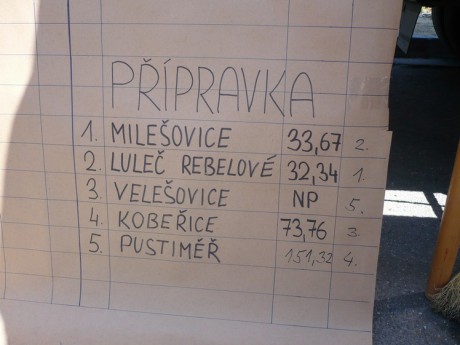 PŘÍPRAVKA
1. MILEŠOVICE 33,67 2.
2. LULEČ REBELOVÉ 32,34 1.
3. VELEŠOVICE NP 5.
4. KOBEŘICE 73,76 3.
5. PUSTIMĚŘ 151,32 4.